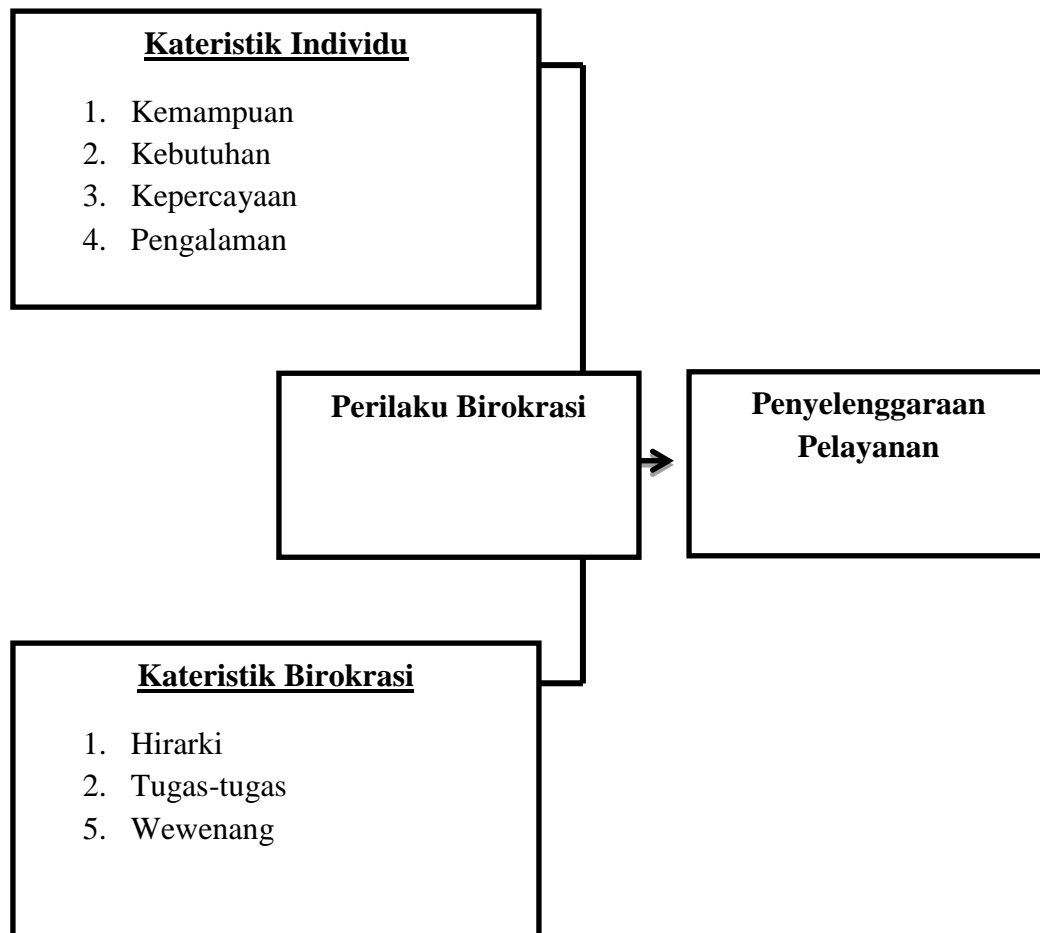 Kateristik Individu
1. Kemampuan
2. Kebutuhan
3. Kepercayaan
4. Pengalaman
Perilaku Birokrasi
Penyelenggaraan
Pelayanan
Kateristik Birokrasi
1. Hirarki
2. Tugas-tugas
5. Wewenang